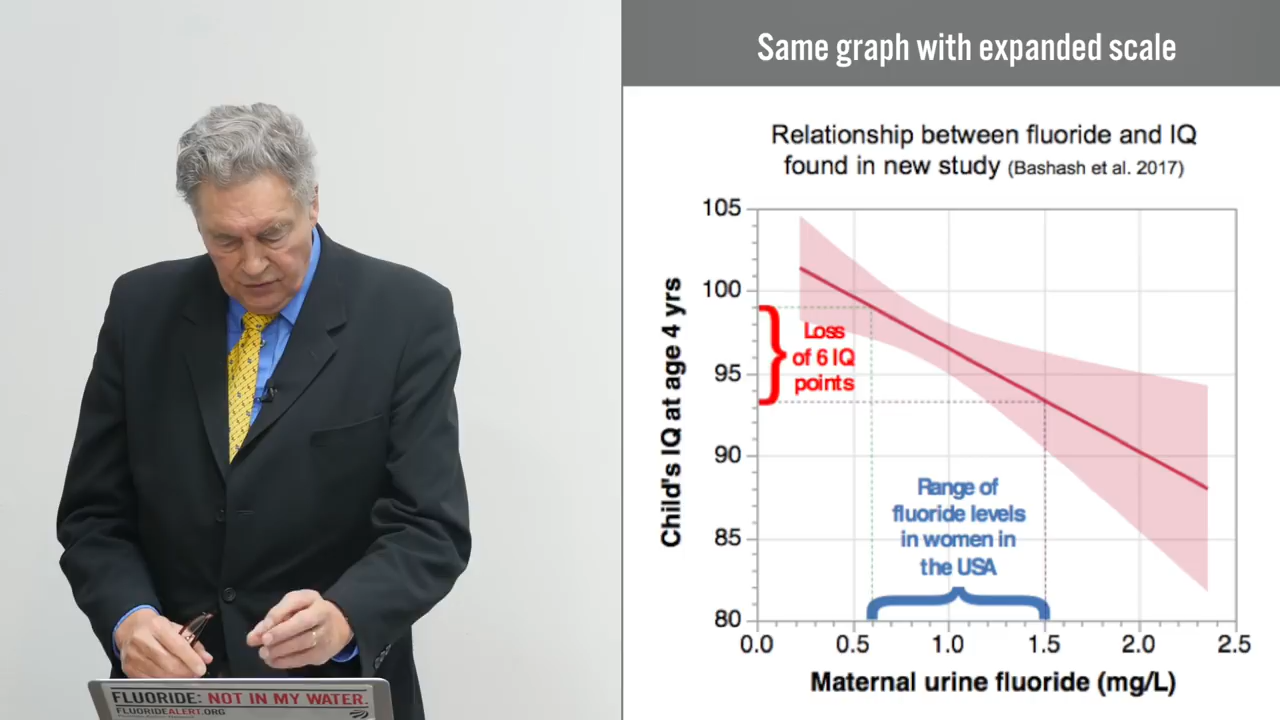 Same graph with expanded scale
Relationship between fluoride and IQ
found in new study (Bashash et al. 2017)
105
100
95
90
85
80
Child's IQ at age 4 yrs
Loss
of 6 IQ
points
Range of
fluoride levels
in women in
the USA
0.0 0.5 1.0 1.5 2.0 2.5
Maternal urine fluoride (mg/L)
FLUORIDE: NOT IN MY WATER.
FLUORIDEALERT.ORG